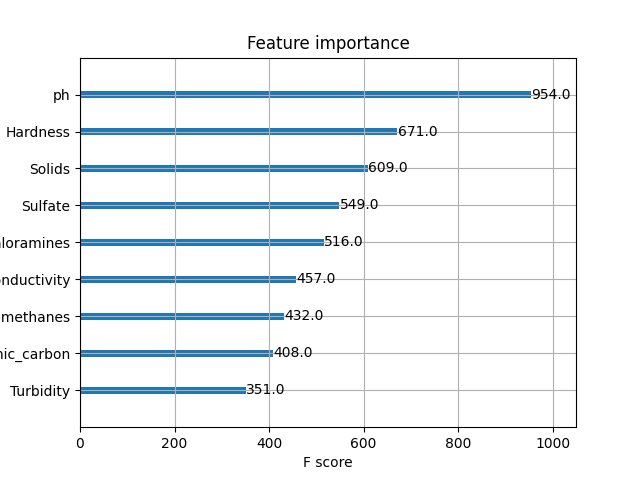 Feature importance
ph
954.0
Hardness
671.0
Solids
609.0
Sulfate
549.0
loramines
516.0
nductivity
457.0
methanes
432.0
nic_carbon
408.0
Turbidity
351.0
0 200 400 600 800 1000
F score